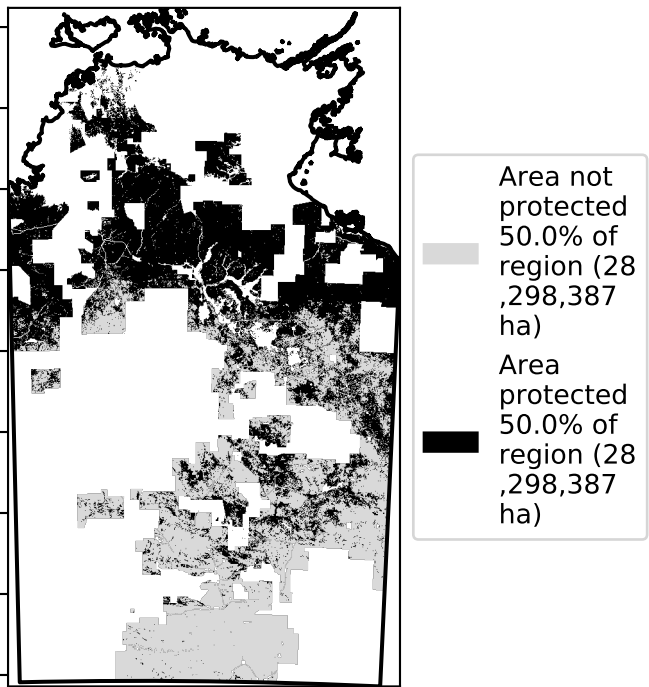 Area not
protected
50.0% of
region (28
,298,387
ha)
Area
protected
50.0% of
region (28
,298,387
ha)